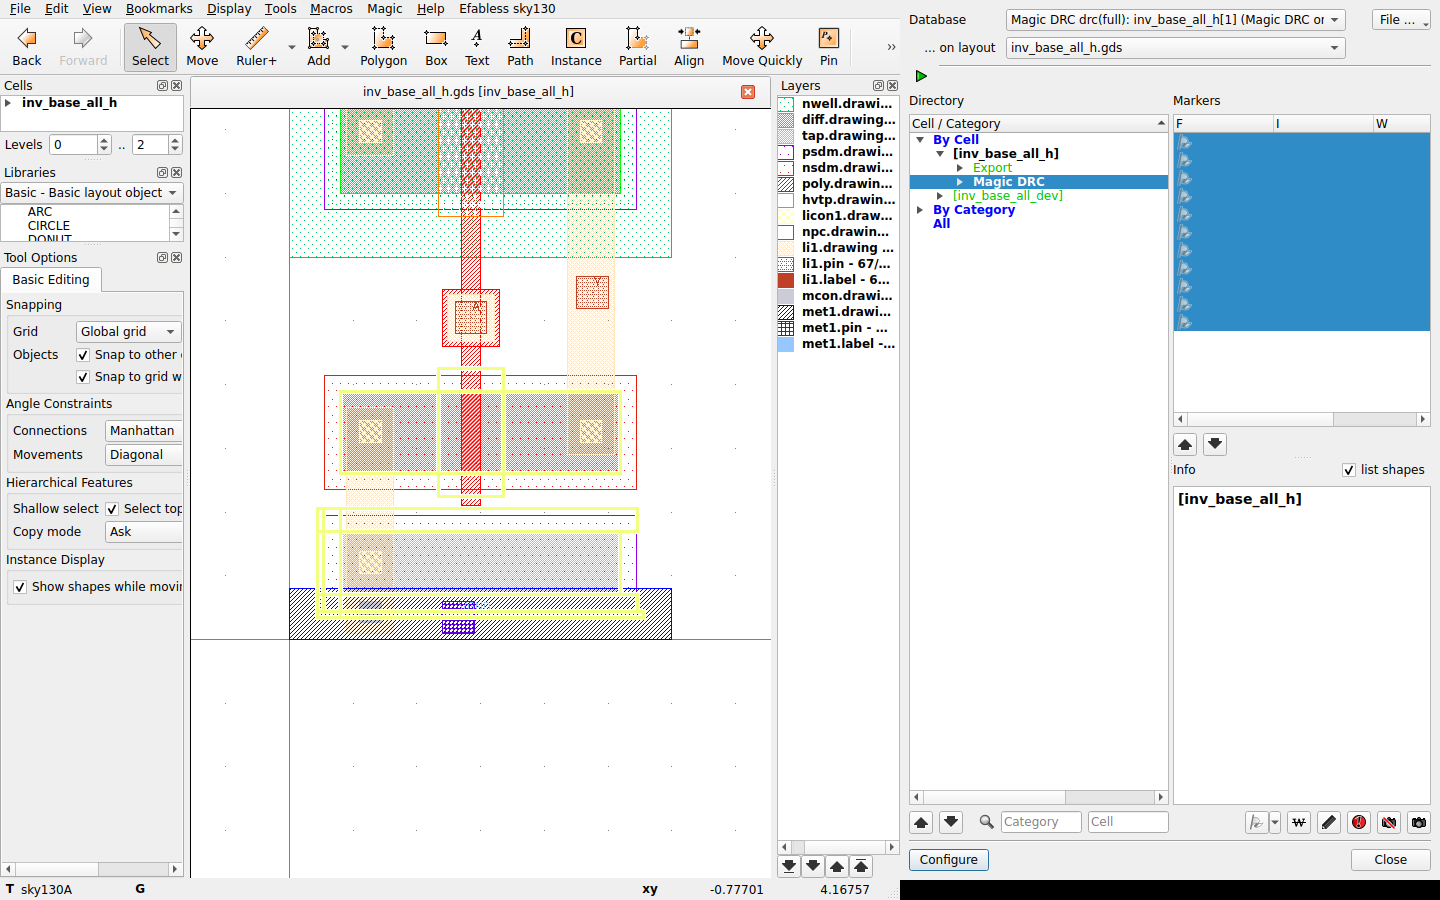 File Edit View Bookmarks Display Tools Macros Magic Help Efabless sky130
Back Forward Select Move Ruler+ Add Polygon Box Text Path Instance Partial Align Move Quickly Pin
Cells
inv_base_all_h
Levels 0 .. 2
Libraries
Basic - Basic layout object
ARC
CIRCLE
DONUT
Tool Options
Basic Editing
Snapping
Grid Global grid
Objects Snap to other
Snap to grid w
Angle Constraints
Connections Manhattan
Movements Diagonal
Hierarchical Features
Shallow select Select top
Copy mode Ask
Instance Display
Show shapes while movin
inv_base_all_h.gds [inv_base_all_h]
A
Y
Layers
nwell.drawi...
diff.drawing...
tap.drawing...
psdm.drawi...
nsdm.drawi...
poly.drawin...
hvtp.drawin...
licon1.draw...
npc.drawin...
li1.drawing ...
li1.pin - 67/...
li1.label - 6...
mcon.drawi...
met1.drawi...
met1.pin - ...
met1.label -...
T sky130A G xy -0.77701 4.16757
Database Magic DRC drc(full): inv_base_all_h[1] (Magic DRC or File ...
... on layout inv_base_all_h.gds
Directory
Cell / Category
By Cell
[inv_base_all_h]
Export
Magic DRC
[inv_base_all_dev]
By Category
All
Category Cell
Markers
F I W
Info list shapes
[inv_base_all_h]
Configure Close